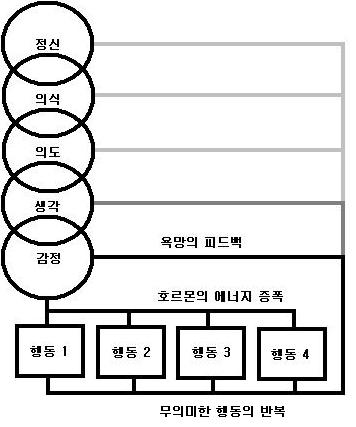 정신
의식
의도
생각
감정
욕망의 피드백
호르몬의 에너지 증폭
행동 1
행동 2
행동 3
행동 4
무의미한 행동의 반복